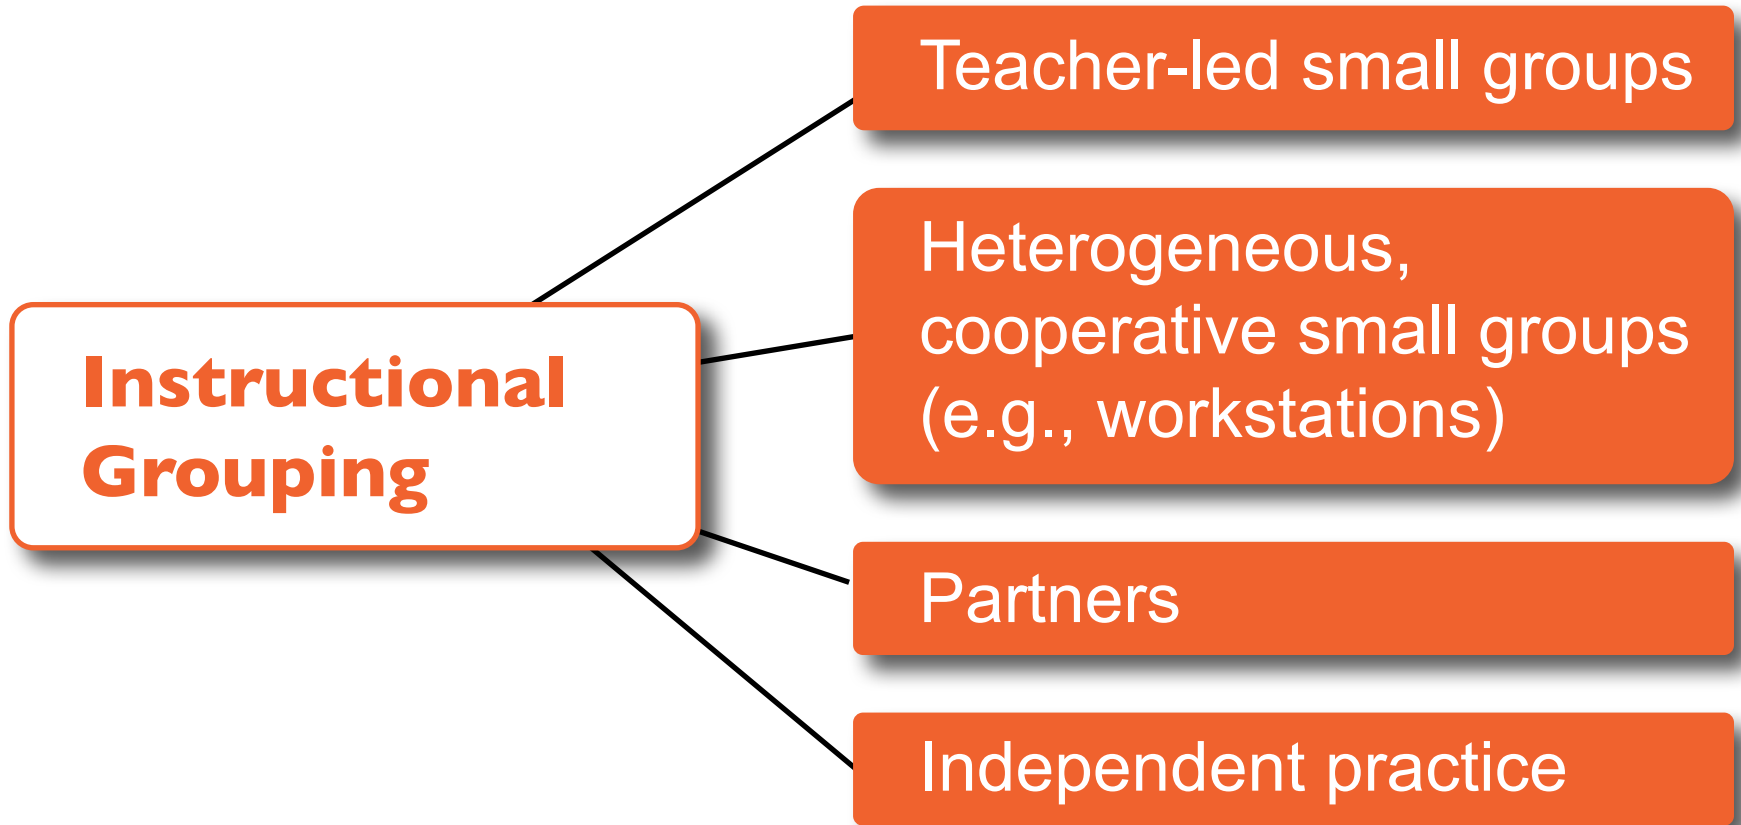 Teacher-led small groups
Heterogeneous,
cooperative small groups
(e.g., workstations)
Instructional
Grouping
Partners
Independent practice